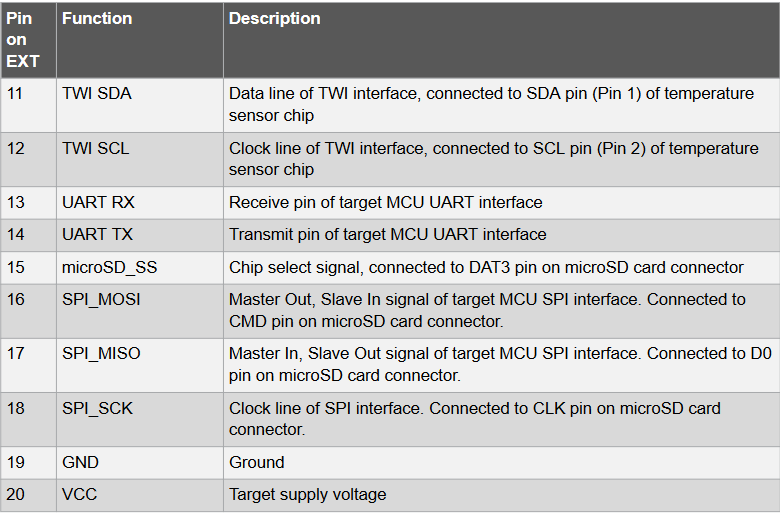 Pin on EXT Function Description
11 TWI SDA Data line of TWI interface, connected to SDA pin (Pin 1) of temperature
sensor chip
12 TWI SCL Clock line of TWI interface, connected to SCL pin (Pin 2) of temperature
sensor chip
13 UART RX Receive pin of target MCU UART interface
14 UART TX Transmit pin of target MCU UART interface
15 microSD_SS Chip select signal, connected to DAT3 pin on microSD card connector
16 SPI_MOSI Master Out, Slave In signal of target MCU SPI interface. Connected to
CMD pin on microSD card connector.
17 SPI_MISO Master In, Slave Out signal of target MCU SPI interface. Connected to D0
pin on microSD card connector.
18 SPI_SCK Clock line of SPI interface. Connected to CLK pin on microSD card
connector.
19 GND Ground
20 VCC Target supply voltage